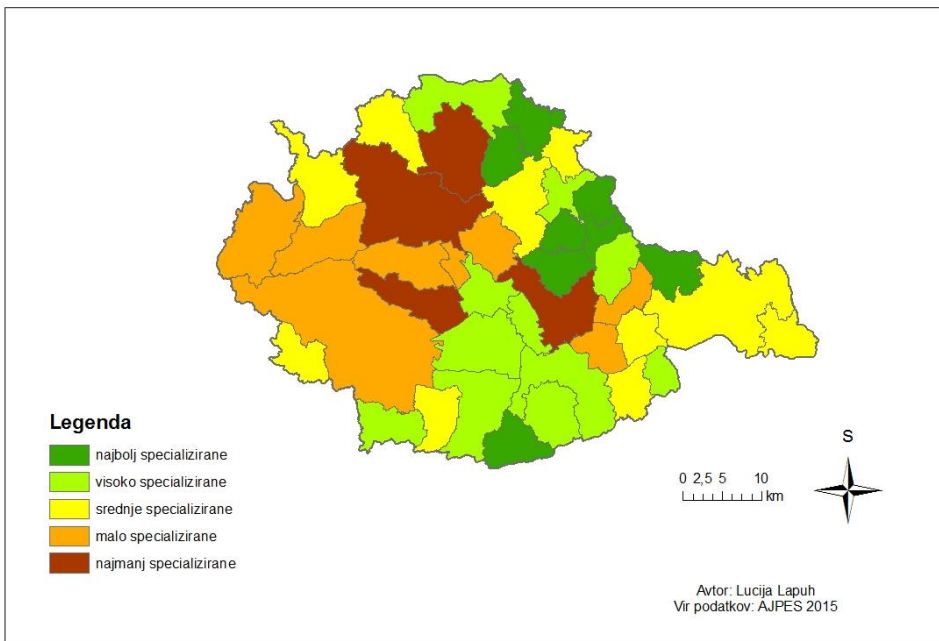 Legenda
najbolj specializirane
visoko specializirane
srednje specializirane
malo specializirane
najmanj specializirane
S
0 2,5 5 10
km
Avtor: Lucija Lapuh
Vir podatkov: AJPES 2015